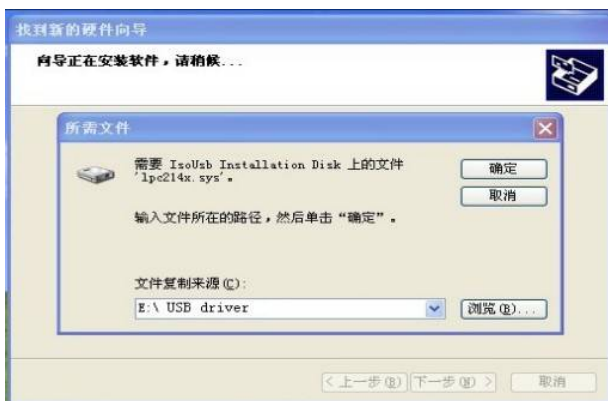 找到新的硬件向导
向导正在安装软件，请稍候...
所需文件
需要 IsoUsb Installation Disk 上的文件
'lpc214x.sys'。
确定
取消
输入文件所在的路径，然后单击“确定”。
文件复制来源(C):
E:\ USB driver
浏览(B)...
< 上一步(B)
下一步(N) >
取消